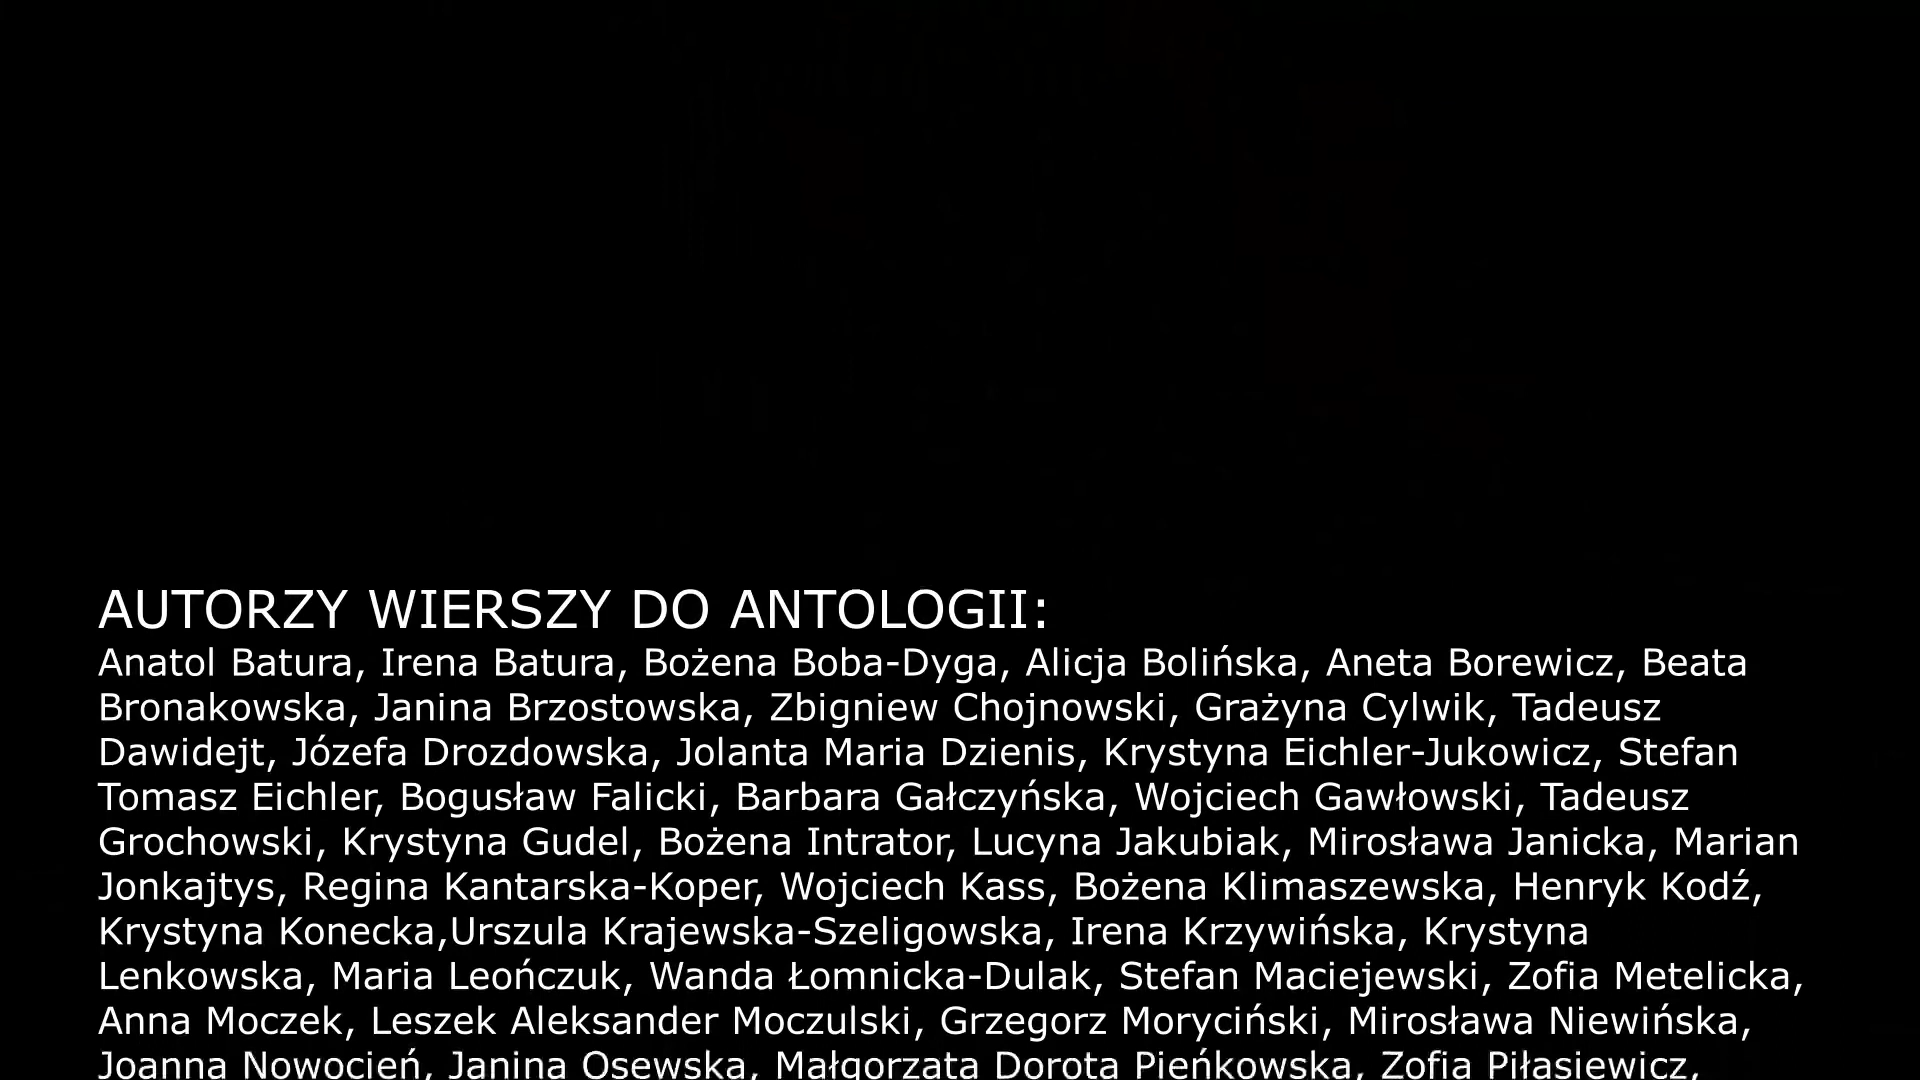 AUTORZY WIERSZY DO ANTOLOGII:
Anatol Batura, Irena Batura, Bożena Boba-Dyga, Alicja Bolińska, Aneta Borewicz, Beata
Bronakowska, Janina Brzostowska, Zbigniew Chojnowski, Grażyna Cylwik, Tadeusz
Dawidejt, Józefa Drozdowska, Jolanta Maria Dzienis, Krystyna Eichler-Jukowicz, Stefan
Tomasz Eichler, Bogusław Falicki, Barbara Gałczyńska, Wojciech Gawłowski, Tadeusz
Grochowski, Krystyna Gudel, Bożena Intrator, Lucyna Jakubiak, Mirosława Janicka, Marian
Jonkajtys, Regina Kantarska-Koper, Wojciech Kass, Bożena Klimaszewska, Henryk Kodź,
Krystyna Konecka,Urszula Krajewska-Szeligowska, Irena Krzywińska, Krystyna
Lenkowska, Maria Leończuk, Wanda Łomnicka-Dulak, Stefan Maciejewski, Zofia Metelicka,
Anna Moczek, Leszek Aleksander Moczulski, Grzegorz Moryciński, Mirosława Niewińska,
Joanna Nowocień, Janina Osewska, Małgorzata Dorota Pieńkowska, Zofia Piłasiewicz,